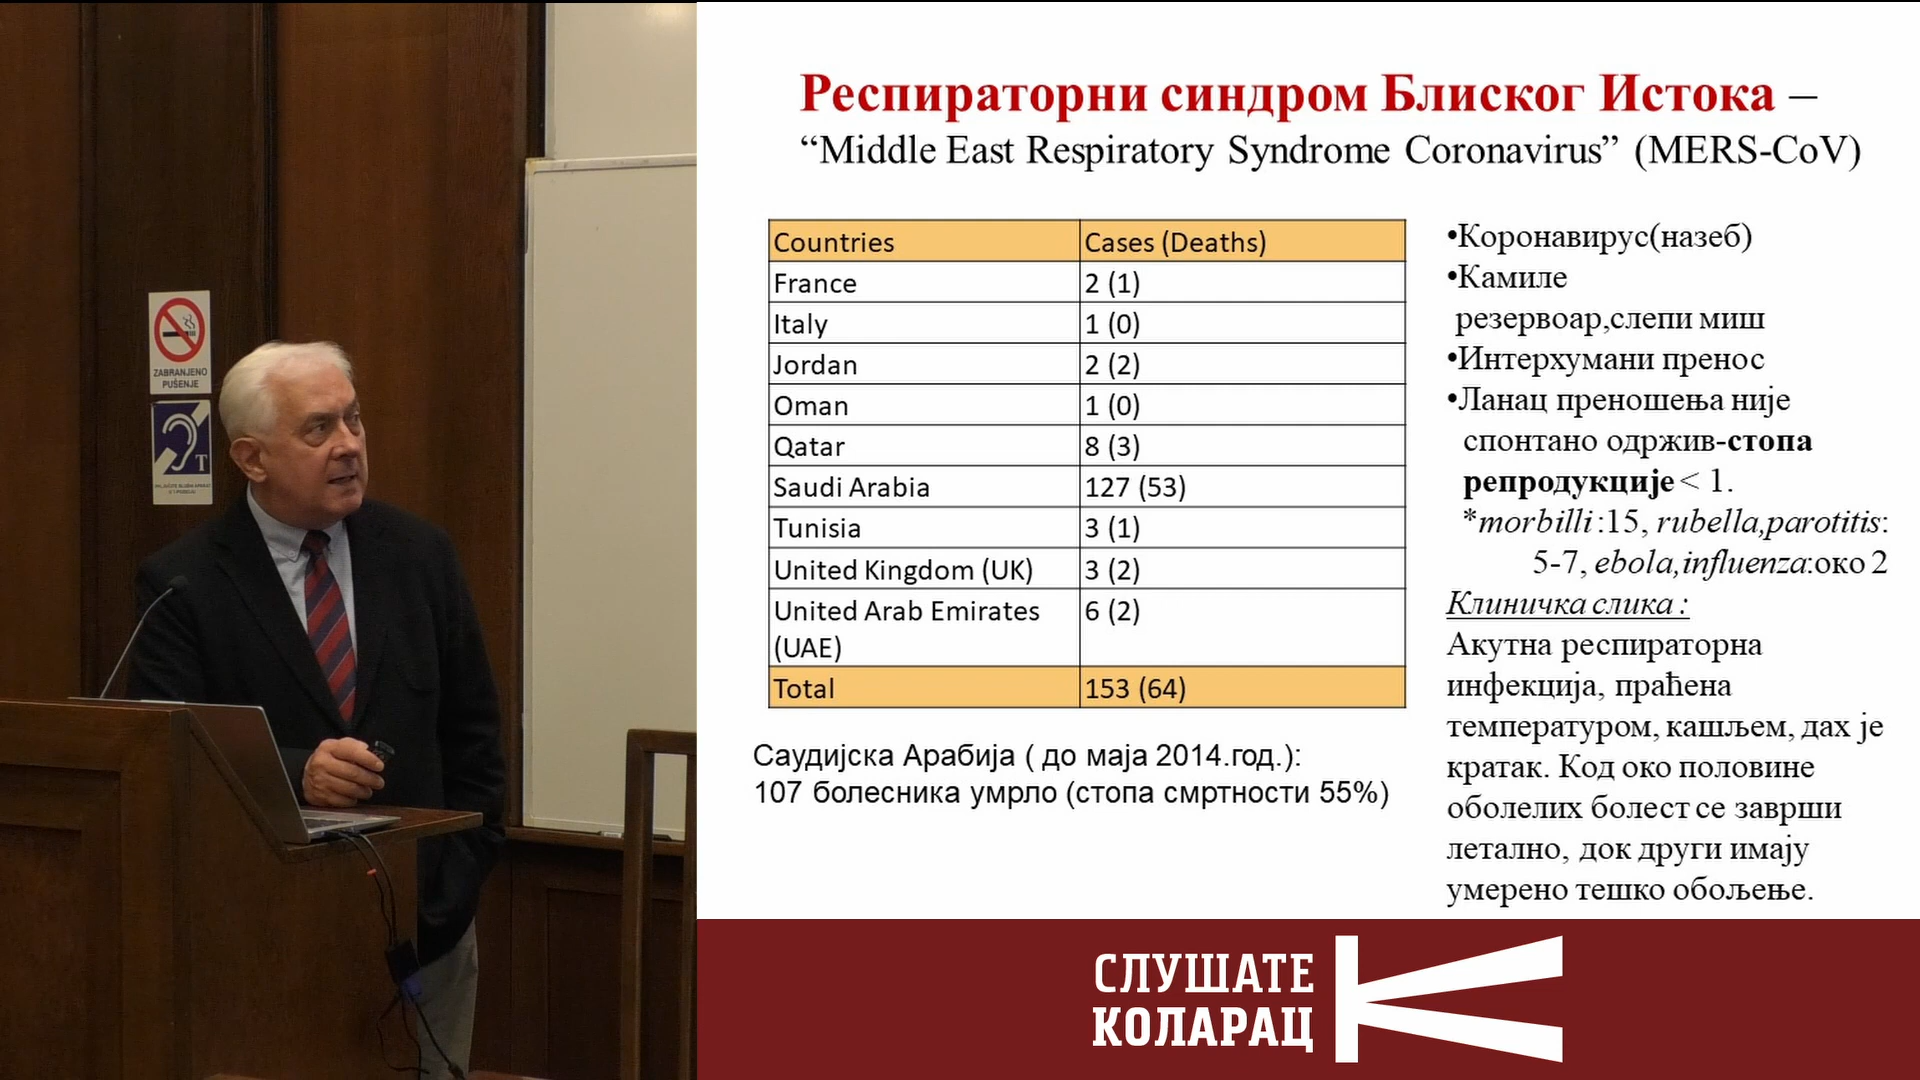 ZABRANJENO
PUŠENJE
T
Респираторни синдром Блиског Истока –
“Middle East Respiratory Syndrome Coronavirus” (MERS-CoV)
Countries Cases (Deaths)
France 2 (1)
Italy 1 (0)
Jordan 2 (2)
Oman 1 (0)
Qatar 8 (3)
Saudi Arabia 127 (53)
Tunisia 3 (1)
United Kingdom (UK) 3 (2)
United Arab Emirates 6 (2)
(UAE)
Total 153 (64)
Саудијска Арабија ( до маја 2014.год.):
107 болесника умрло (стопа смртности 55%)
•Коронавирус(назеб)
•Камиле
резервоар,слепи миш
•Интерхумани пренос
•Ланац преношења није
спонтано одржив-стопа
репродукције < 1.
*morbilli :15, rubella,parotitis:
5-7, ebola,influenza:око 2
Клиничка слика :
Акутна респираторна
инфекција, праћена
температуром, кашљем, дах је
кратак. Код око половине
оболелих болест се заврши
летално, док други имају
умерено тешко обољење.
СЛУШАТЕ
КОЛАРАЦ